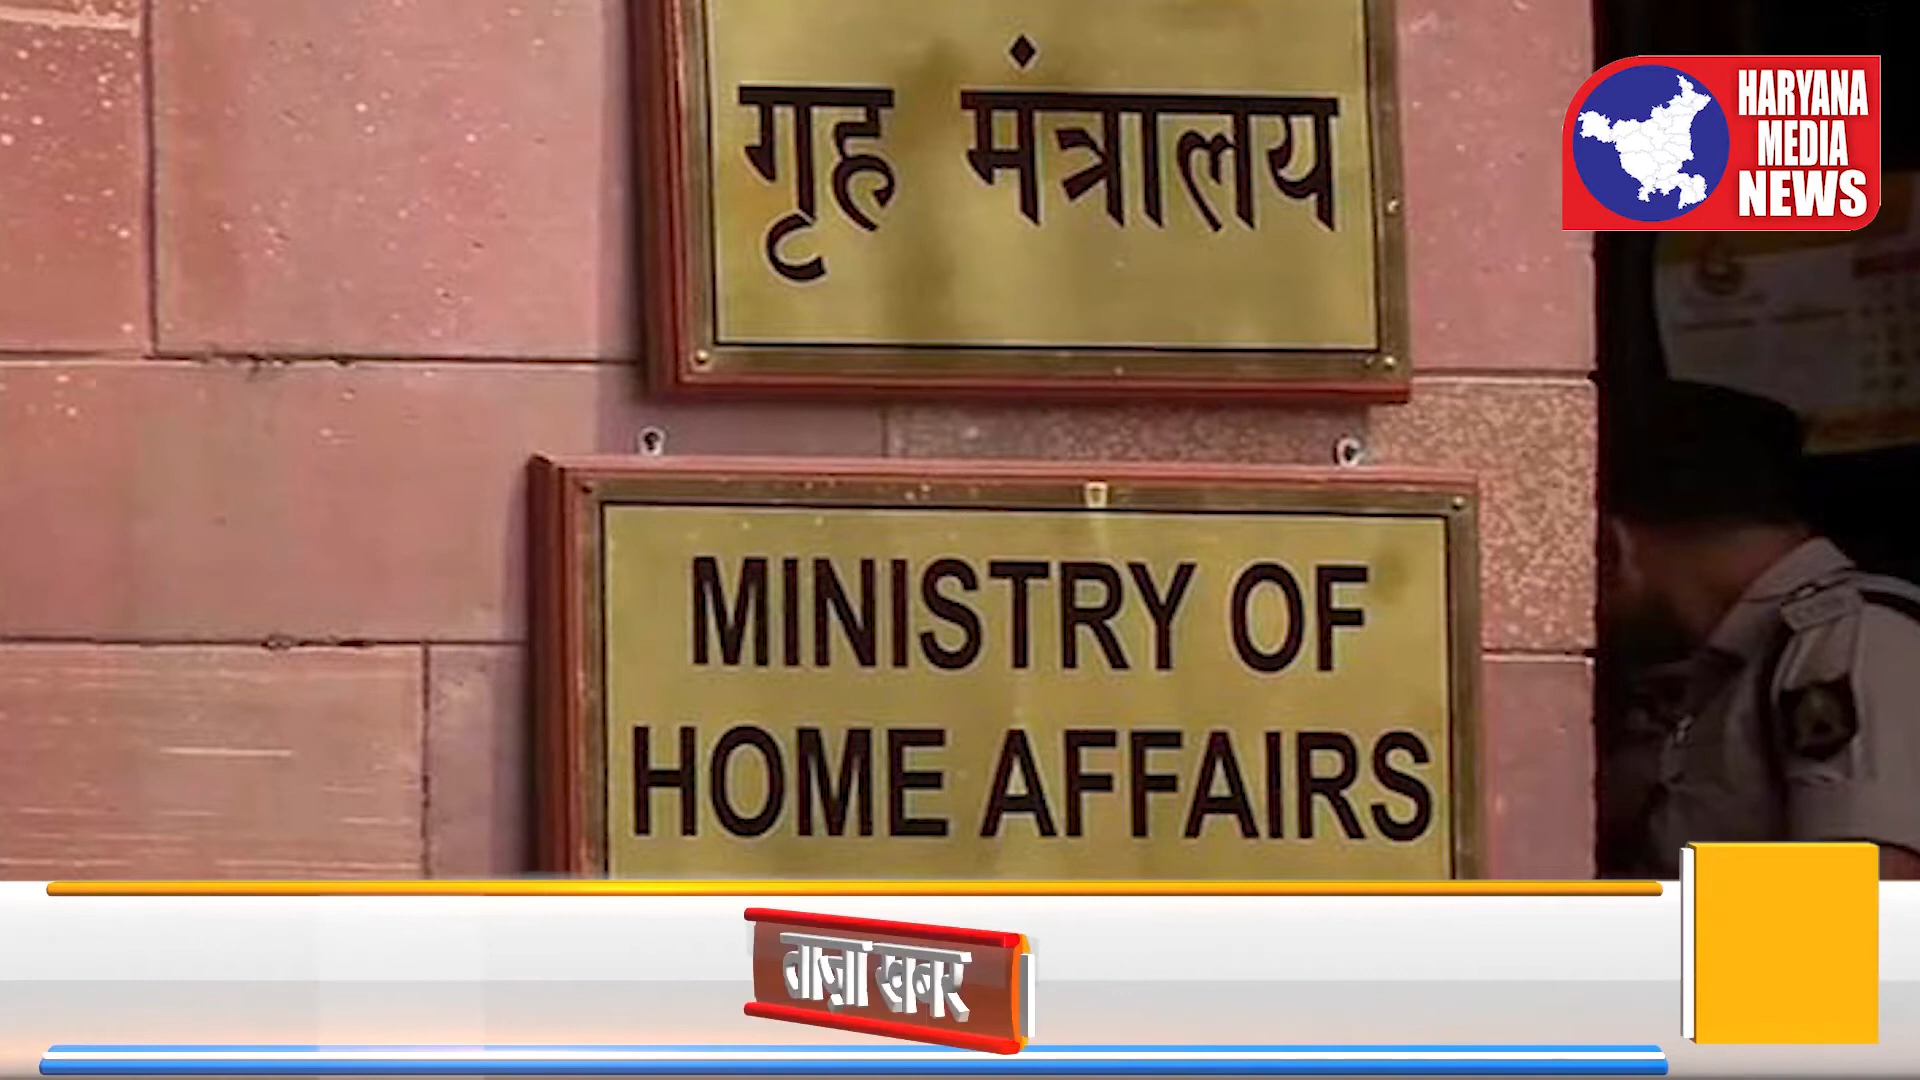 गृह मंत्रालय
HARYANA
MEDIA
NEWS
MINISTRY OF
HOME AFFAIRS
ताज़ा खबर